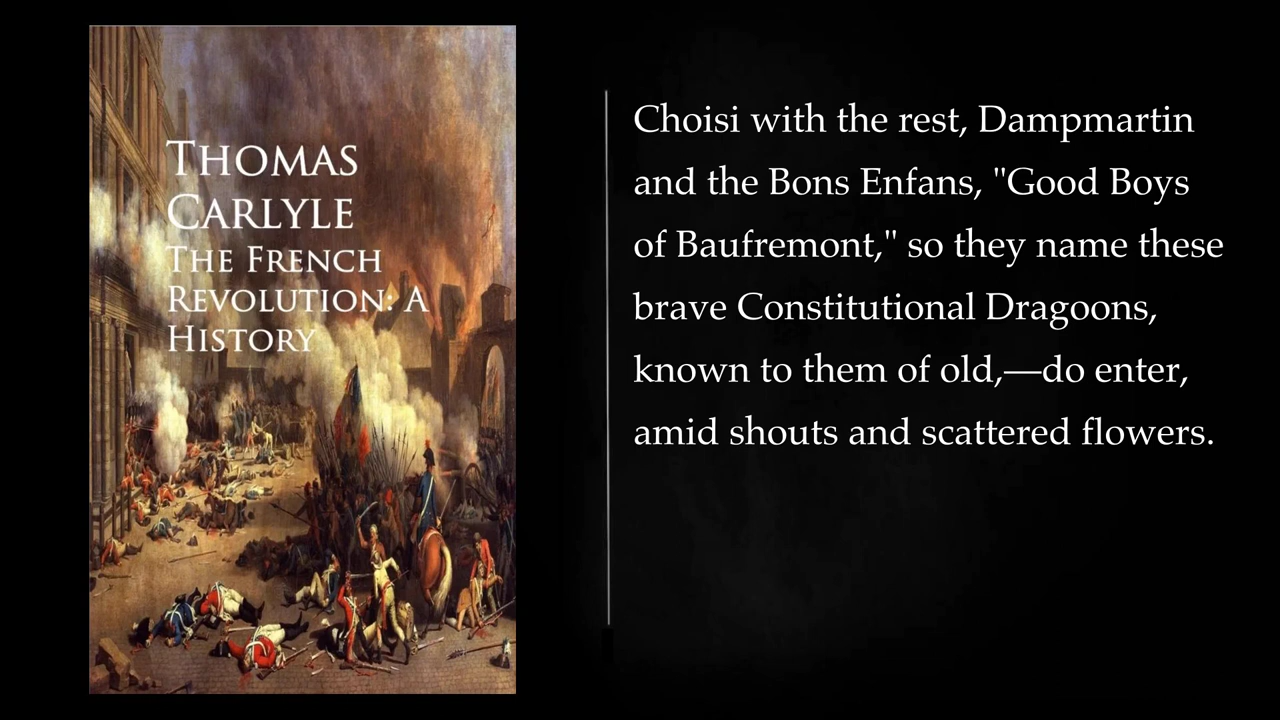 THOMAS
CARLYLE
THE FRENCH
REVOLUTION: A
HISTORY
Choisi with the rest, Dampmartin
and the Bons Enfans, "Good Boys
of Baufremont," so they name these
brave Constitutional Dragoons,
known to them of old,—do enter,
amid shouts and scattered flowers.